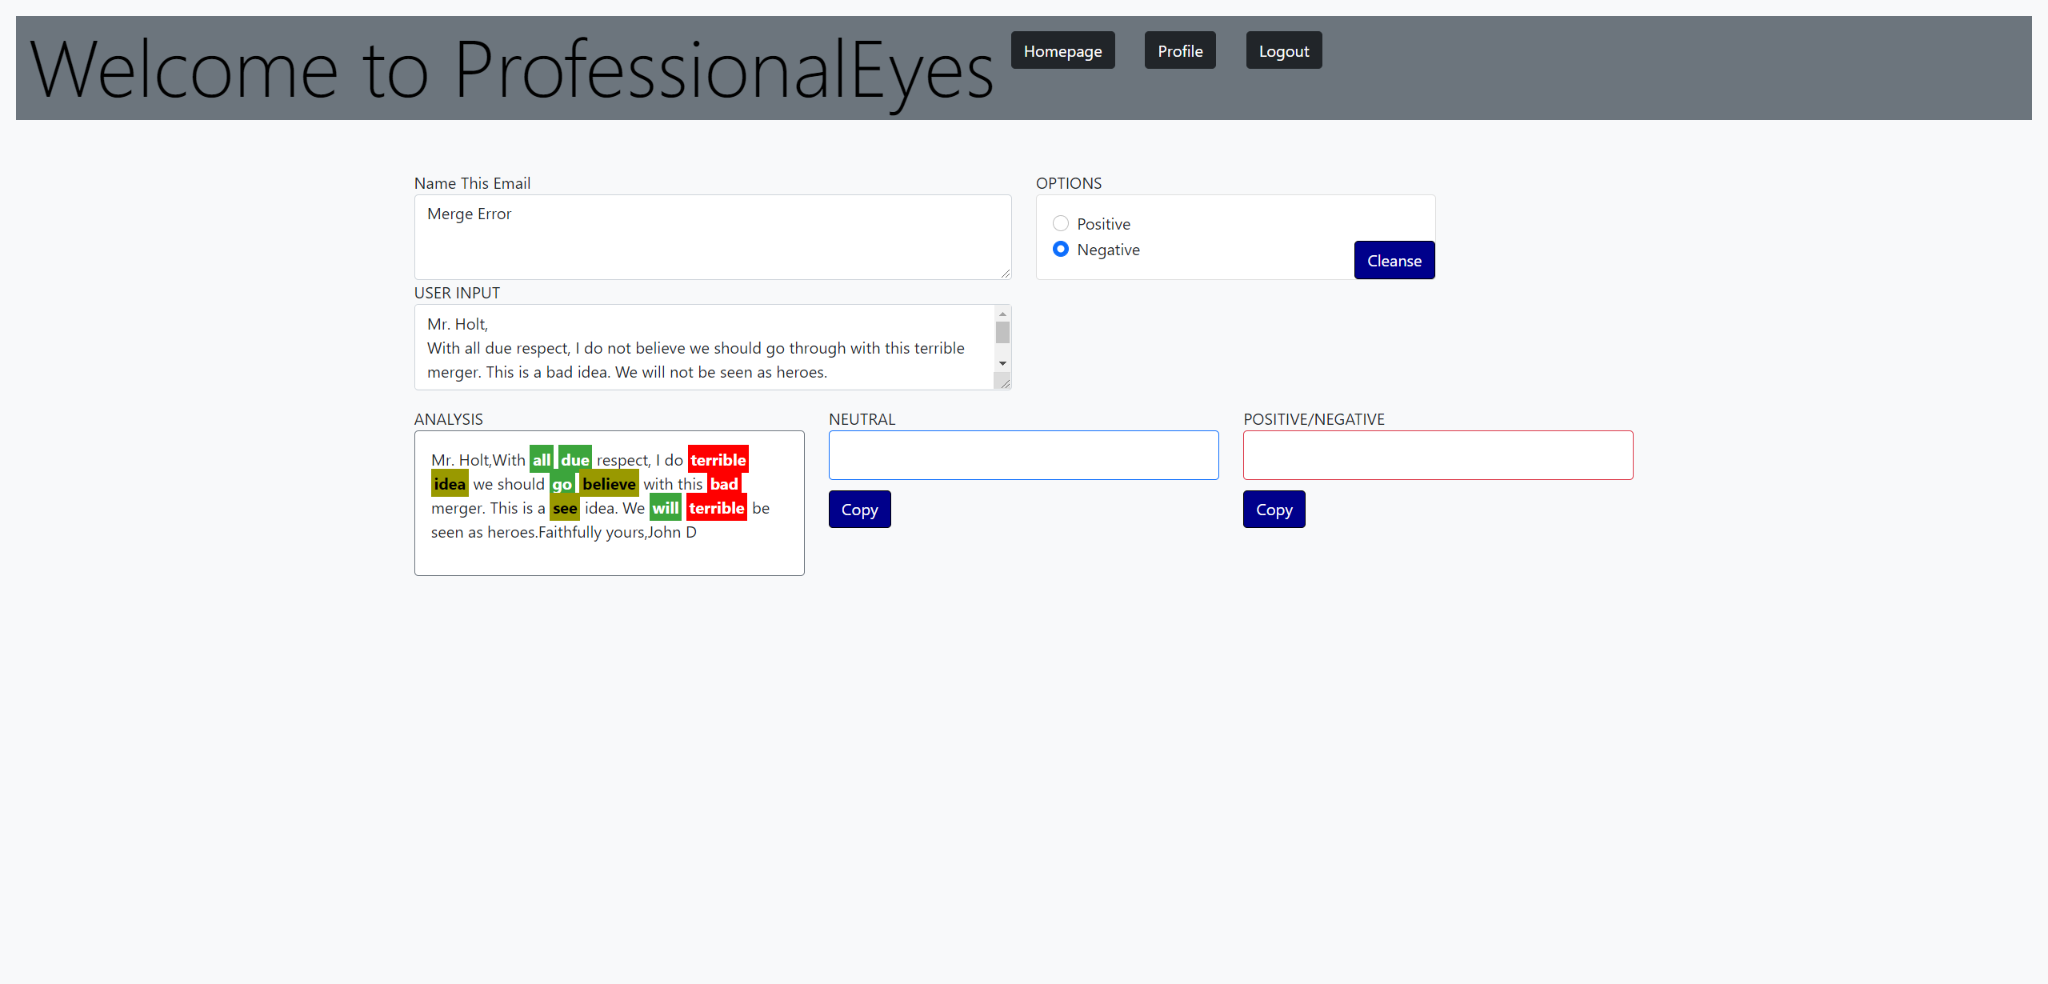 Welcome to ProfessionalEyes Homepage Profile Logout
Name This Email
Merge Error
OPTIONS
Positive
Negative
Cleanse
USER INPUT
Mr. Holt,
With all due respect, I do not believe we should go through with this terrible
merger. This is a bad idea. We will not be seen as heroes.
ANALYSIS
Mr. Holt,With all due respect, I do terrible
idea we should go believe with this bad
merger. This is a see idea. We will terrible be
seen as heroes.Faithfully yours,John D
NEUTRAL
Copy
POSITIVE/NEGATIVE
Copy